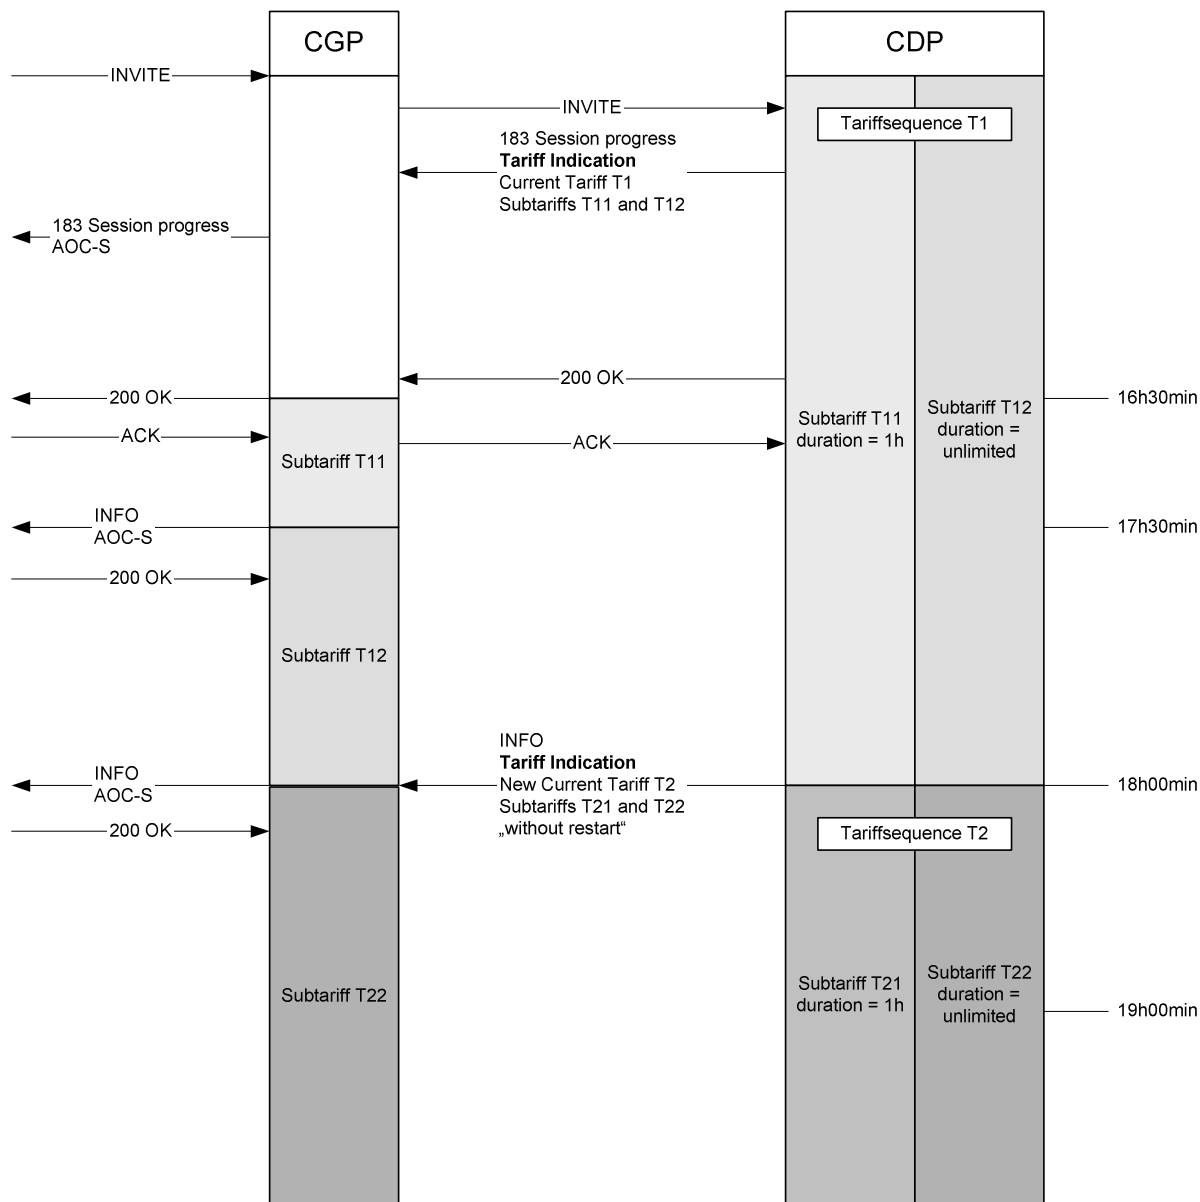 CGP
CDP
INVITE
INVITE
Tariffsequence T1
183 Session progress
Tariff Indication
Current Tariff T1
Subtariffs T11 and T12
183 Session progress
AOC-S
200 OK
200 OK
16h30min
Subtariff T11
duration = 1h
Subtariff T12
duration =
unlimited
ACK
ACK
Subtariff T11
INFO
AOC-S
17h30min
200 OK
Subtariff T12
INFO
Tariff Indication
New Current Tariff T2
Subtariffs T21 and T22
„without restart“
INFO
AOC-S
18h00min
200 OK
Tariffsequence T2
Subtariff T22
Subtariff T21
duration = 1h
Subtariff T22
duration =
unlimited
19h00min